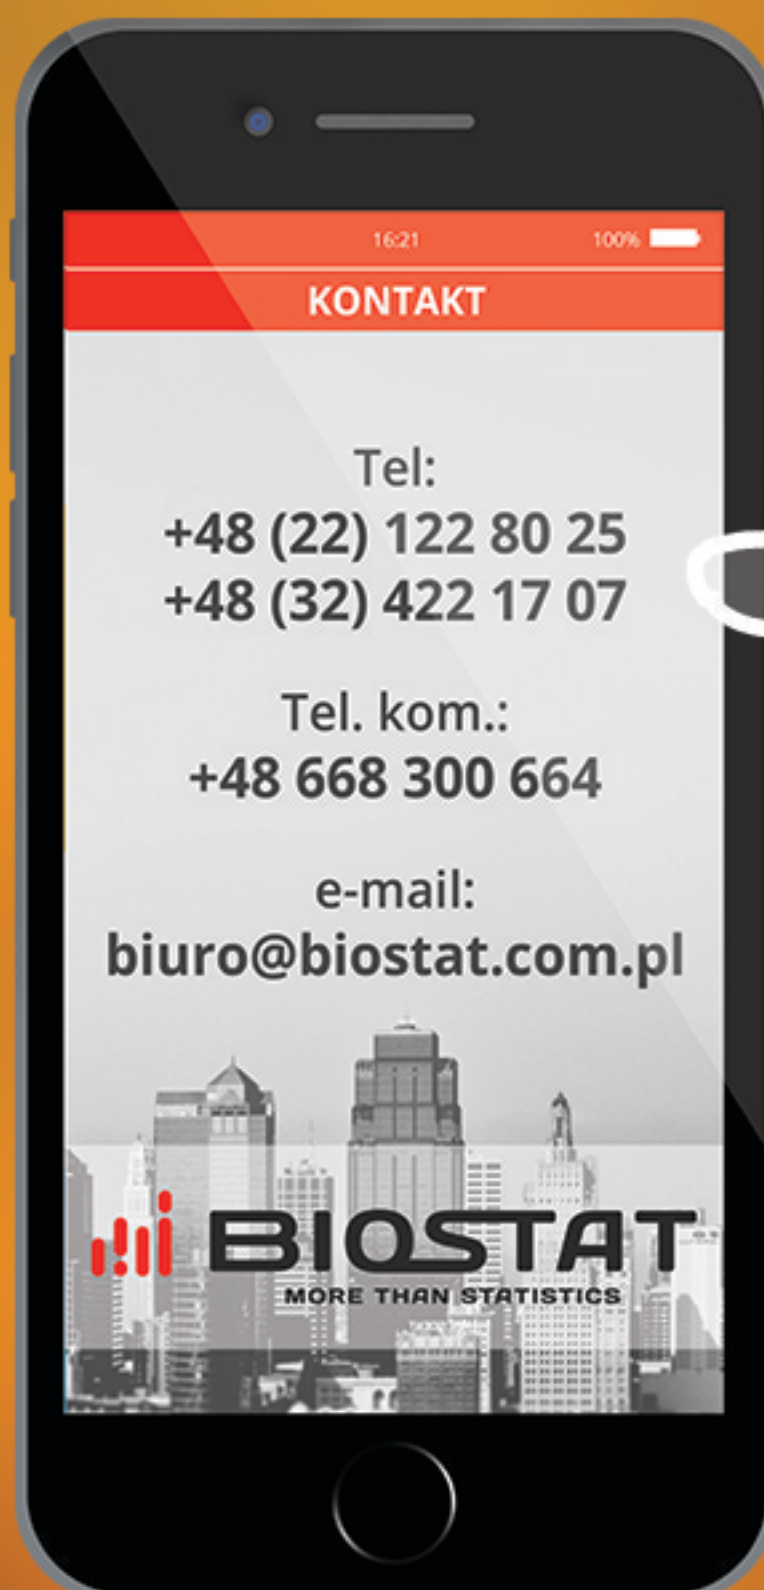 16:21 100%
KONTAKT
Tel:
+48 (22) 122 80 25
+48 (32) 422 17 07
Tel. kom.:
+48 668 300 664
e-mail:
biuro@biostat.com.pl
BIOSTAT
MORE THAN STATISTICS